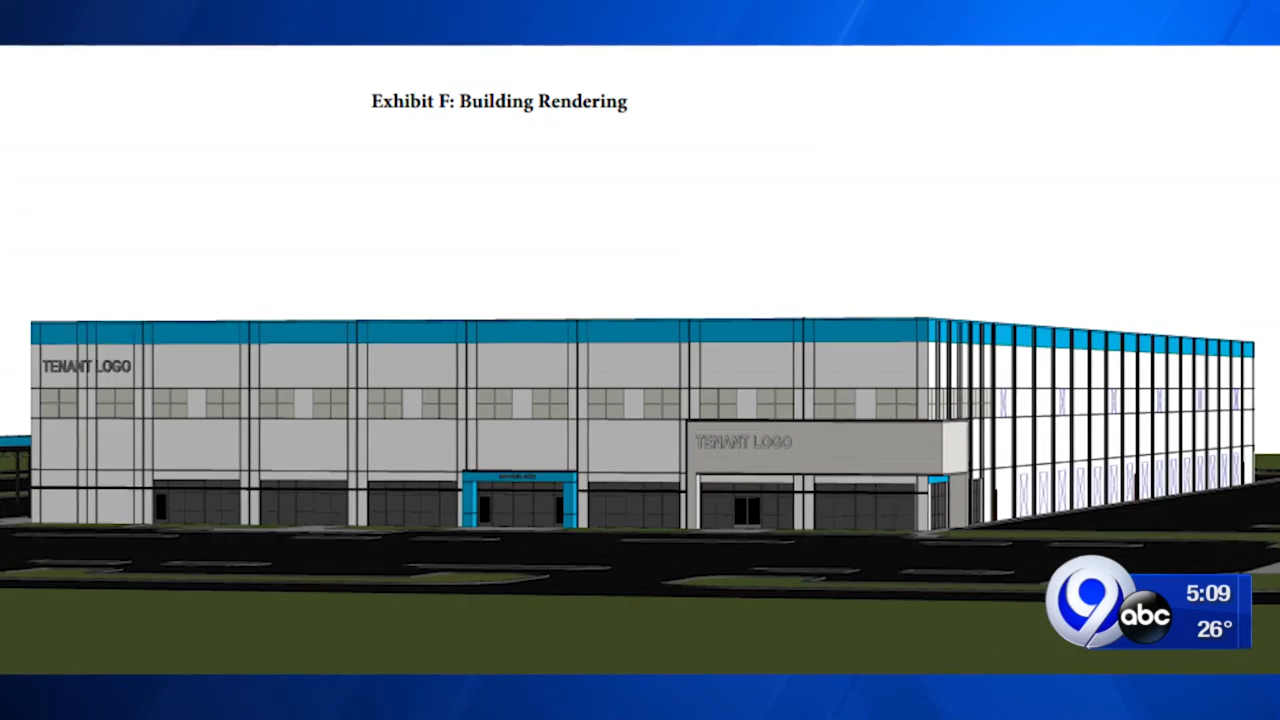 Exhibit F: Building Rendering
TENANT LOGO
TENANT LOGO
9
abc
5:09
26°